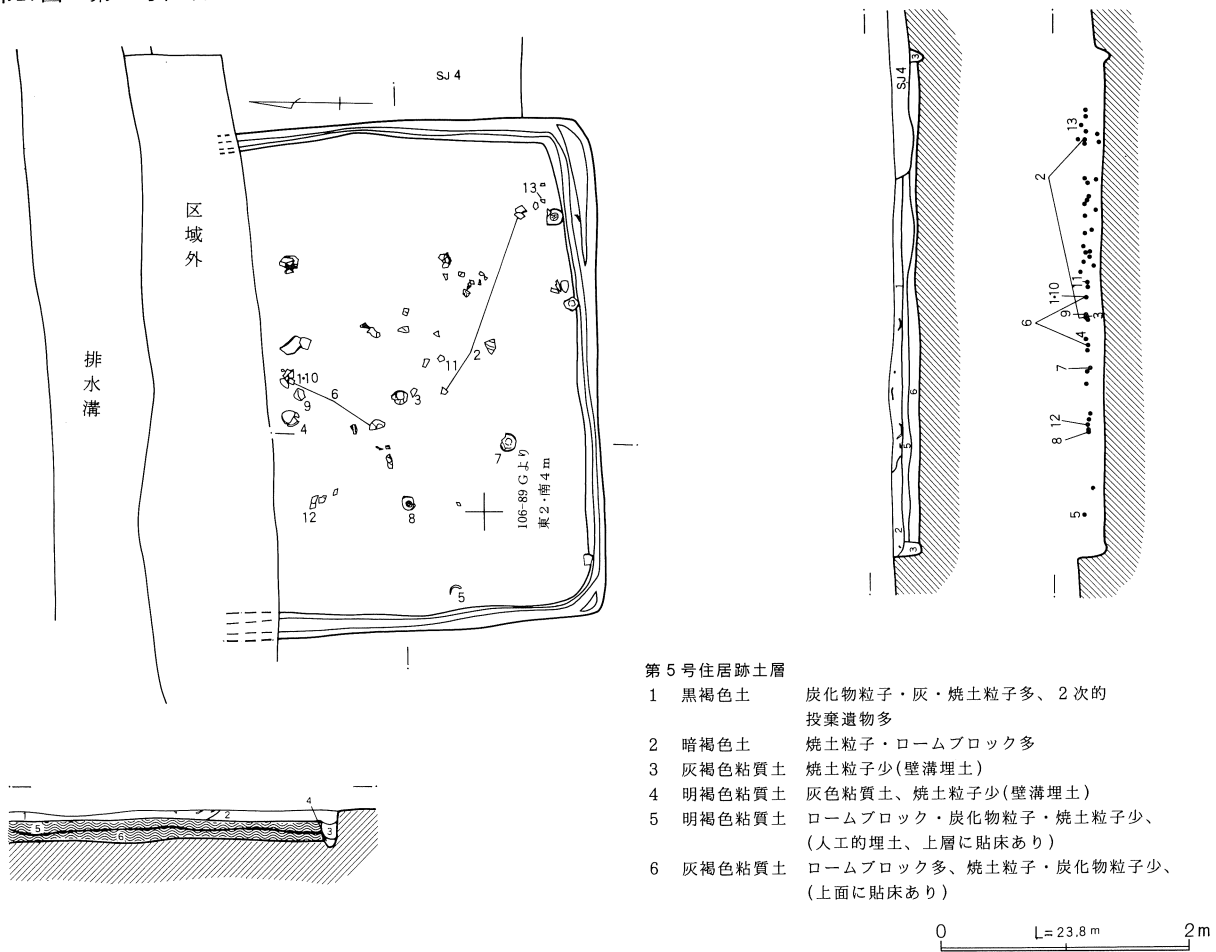 SJ 4
区域外
排水溝
13
11
2
1・10
6
9
3
4
7
106-89 Gより
東2・南4m
12
8
5
SJ 4
3
1
6
5
2
3
13
2
11
1・10
9
3
6
4
7
12
8
5
第5号住居跡土層
1 黒褐色土 炭化物粒子・灰・焼土粒子多、2次的
投棄遺物多
2 暗褐色土 焼土粒子・ロームブロック多
3 灰褐色粘質土 焼土粒子少(壁溝埋土)
4 明褐色粘質土 灰色粘質土、焼土粒子少(壁溝埋土)
5 明褐色粘質土 ロームブロック・炭化物粒子・焼土粒子少、
(人工的埋土、上層に貼床あり)
6 灰褐色粘質土 ロームブロック多、焼土粒子・炭化物粒子少、
(上面に貼床あり)
1
2
4
5
6
3
0 L=23.8m 2m